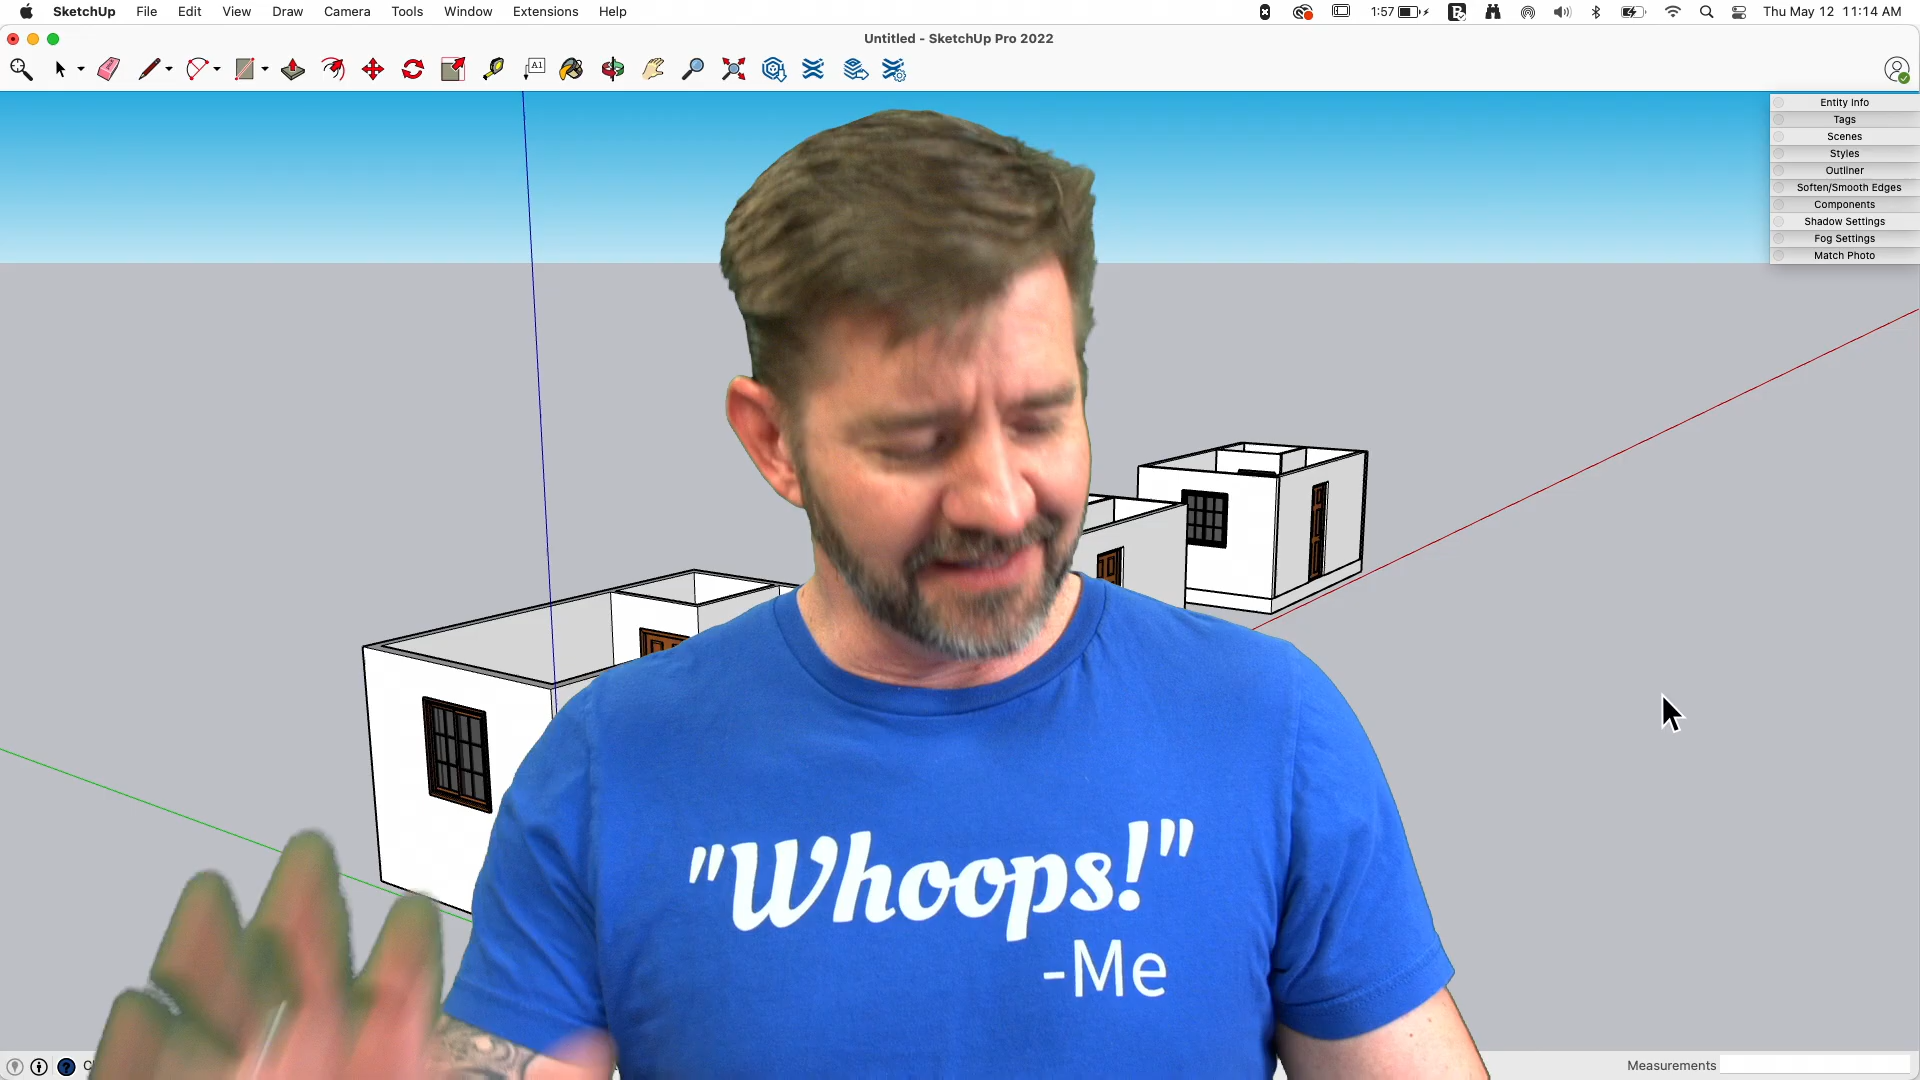 SketchUp File Edit View Draw Camera Tools Window Extensions Help 1:57 Thu May 12 11:14 AM
Untitled - SketchUp Pro 2022
A1
Entity Info
Tags
Scenes
Styles
Outliner
Soften/Smooth Edges
Components
Shadow Settings
Fog Settings
Match Photo
"Whoops!"
-Me
Measurements